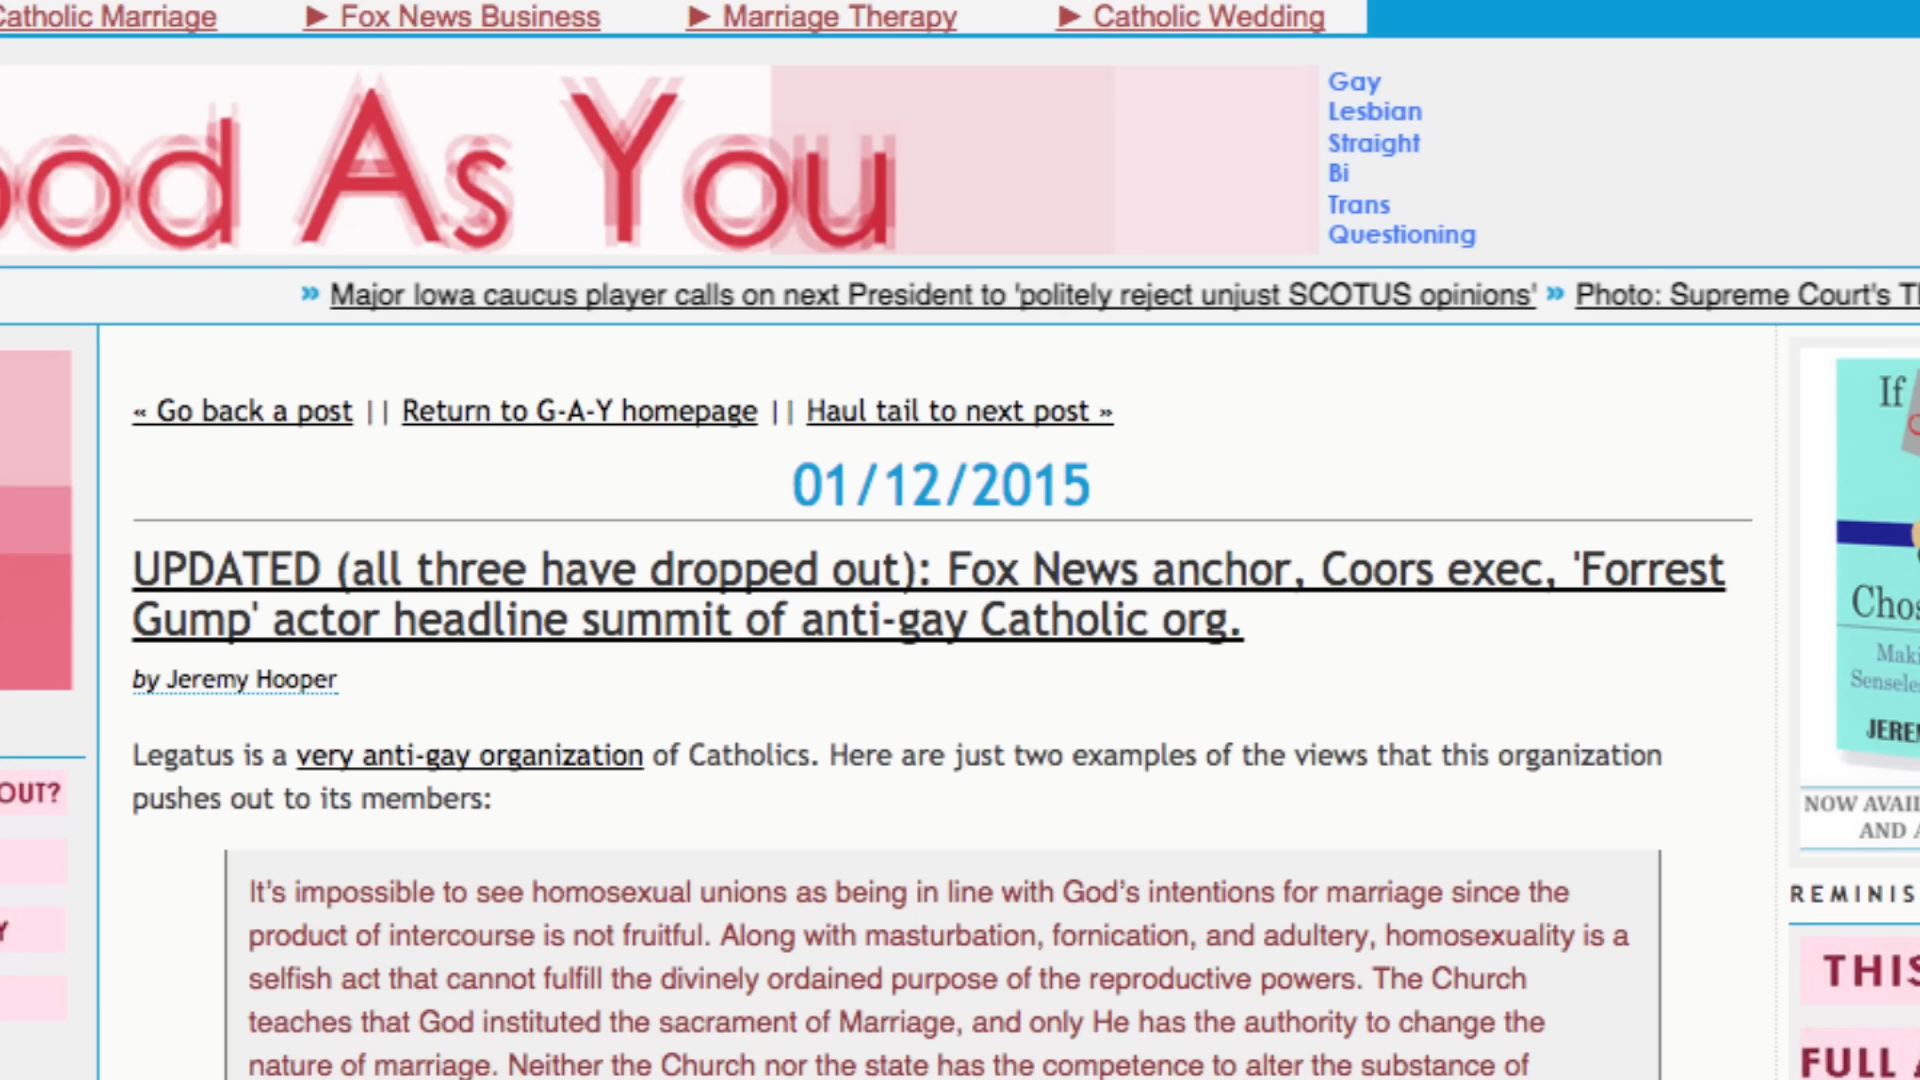 Catholic Marriage ► Fox News Business ► Marriage Therapy ► Catholic Wedding
ood As You
Gay
Lesbian
Straight
Bi
Trans
Questioning
» Major Iowa caucus player calls on next President to 'politely reject unjust SCOTUS opinions' » Photo: Supreme Court's
« Go back a post || Return to G-A-Y homepage || Haul tail to next post »
01/12/2015
UPDATED (all three have dropped out): Fox News anchor, Coors exec, 'Forrest
Gump' actor headline summit of anti-gay Catholic org.
by Jeremy Hooper
Legatus is a very anti-gay organization of Catholics. Here are just two examples of the views that this organization
pushes out to its members:
It's impossible to see homosexual unions as being in line with God's intentions for marriage since the
product of intercourse is not fruitful. Along with masturbation, fornication, and adultery, homosexuality is a
selfish act that cannot fulfill the divinely ordained purpose of the reproductive powers. The Church
teaches that God instituted the sacrament of Marriage, and only He has the authority to change the
nature of marriage. Neither the Church nor the state has the competence to alter the substance of
OUT?
Y
If
Chos
Maki
Sensele
JEREM
NOW AVAIL
AND A
REMINIS
THIS
FULL